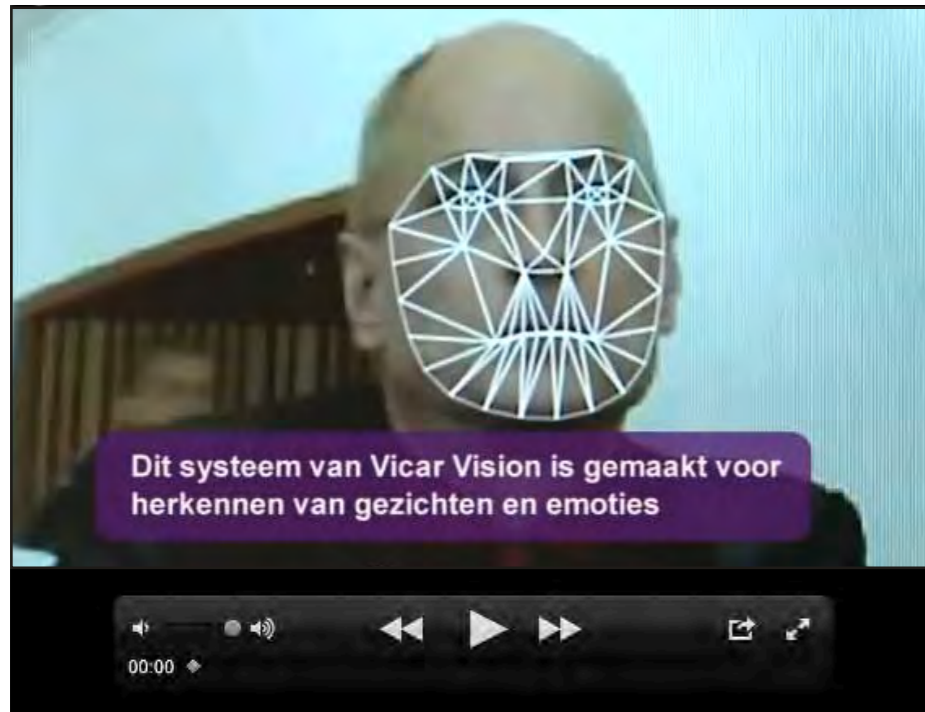 Dit systeem van Vicar Vision is gemaakt voor
herkennen van gezichten en emoties
00:00